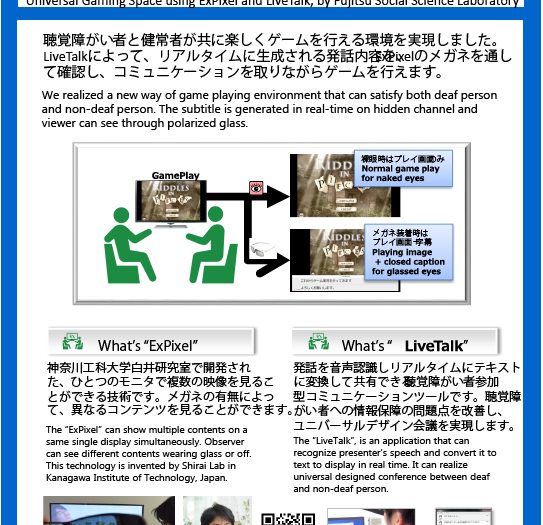 Universal Gaming Space using ExPixel and LiveTalk, by Fujitsu Social Science Laboratory
聴覚障がい者と健常者が共に楽しくゲームを行える環境を実現しました。
LiveTalkによって、リアルタイムに生成される発話内容を、ExPixelのメガネを通し
て確認し、コミュニケーションを取りながらゲームを行えます。
We realized a new way of game playing environment that can satisfy both deaf person
and non-deaf person. The subtitle is generated in real-time on hidden channel and
viewer can see through polarized glass.
GamePlay
裸眼時はプレイ画面のみ
Normal game play
for naked eyes
メガネ装着時は
プレイ画面+字幕
Playing image
+ closed caption
for glassed eyes
RIDDLES
IN
What's “ExPixel”
神奈川工科大学白井研究室で開発され
た、ひとつのモニタで複数の映像を見るこ
とができる技術です。メガネの有無によっ
て、異なるコンテンツを見ることができます。
The “ExPixel” can show multiple contents on a
same single display simultaneously. Observer
can see different contents wearing glass or off.
This technology is invented by Shirai Lab in
Kanagawa Institute of Technology, Japan.
What's “ LiveTalk”
発話を音声認識しリアルタイムにテキスト
に変換して共有できる聴覚障がい者参加
型コミュニケーションツールです。聴覚障
がい者への情報保障の問題点を改善し、
ユニバーサルデザイン会議を実現します。
The “LiveTalk”, is an application that can
recognize presenter's speech and convert it to
text to display in real time. It can realize
universal designed conference between deaf
and non-deaf person.